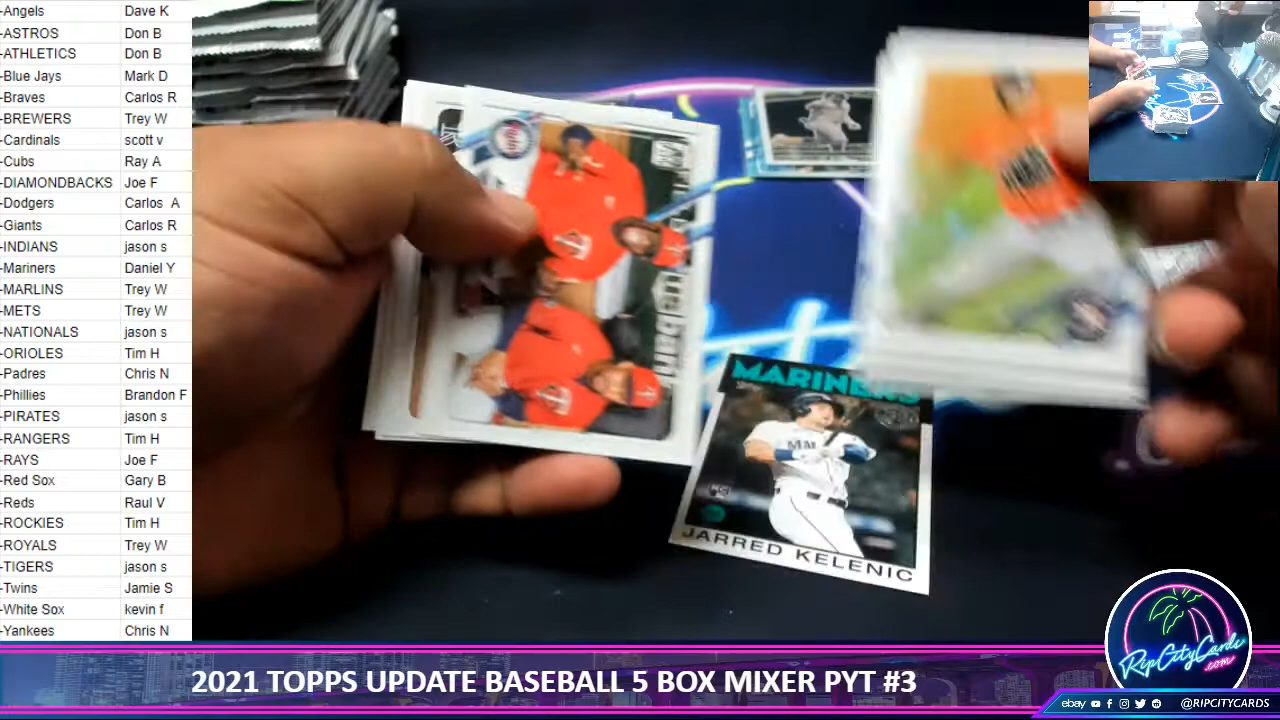 -Angels Dave K
-ASTROS Don B
-ATHLETICS Don B
-Blue Jays Mark D
-Braves Carlos R
-BREWERS Trey W
-Cardinals scott v
-Cubs Ray A
-DIAMONDBACKS Joe F
-Dodgers Carlos A
-Giants Carlos R
-INDIANS jason s
-Mariners Daniel Y
-MARLINS Trey W
-METS Trey W
-NATIONALS jason s
-ORIOLES Tim H
-Padres Chris N
-Phillies Brandon F
-PIRATES jason s
-RANGERS Tim H
-RAYS Joe F
-Red Sox Gary B
-Reds Raul V
-ROCKIES Tim H
-ROYALS Trey W
-TIGERS jason s
-Twins Jamie S
-White Sox kevin f
-Yankees Chris N
MARINERS
JARRED KELENIC
RipCityCards
.com
2021 TOPPS UPDATE BASEBALL 5 BOX MIXER PYT #3
ebay @RIPCITYCARDS